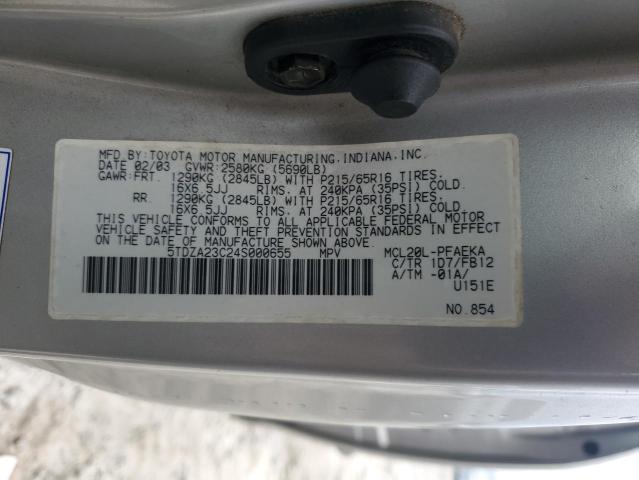 MFD.BY:TOYOTA MOTOR MANUFACTURING,INDIANA,INC.
DATE 02/03 GVWR:2580KG (5690LB)
GAWR:FRT. 1290KG (2845LB) WITH P215/65R16 TIRES.
16X6.5JJ RIMS. AT 240KPA (35PSI) COLD.
RR. 1290KG (2845LB) WITH P215/65R16 TIRES.
16X6.5JJ RIMS. AT 240KPA (35PSI) COLD.
THIS VEHICLE CONFORMS TO ALL APPLICABLE FEDERAL MOTOR
VEHICLE SAFETY AND THEFT PREVENTION STANDARDS IN EFFECT
ON THE DATE OF MANUFACTURE SHOWN ABOVE.
5TDZA23C24S000655 MPV MCL20L-PFAEKA
C/TR 1D7/FB12
A/TM -01A/
U151E
NO.854